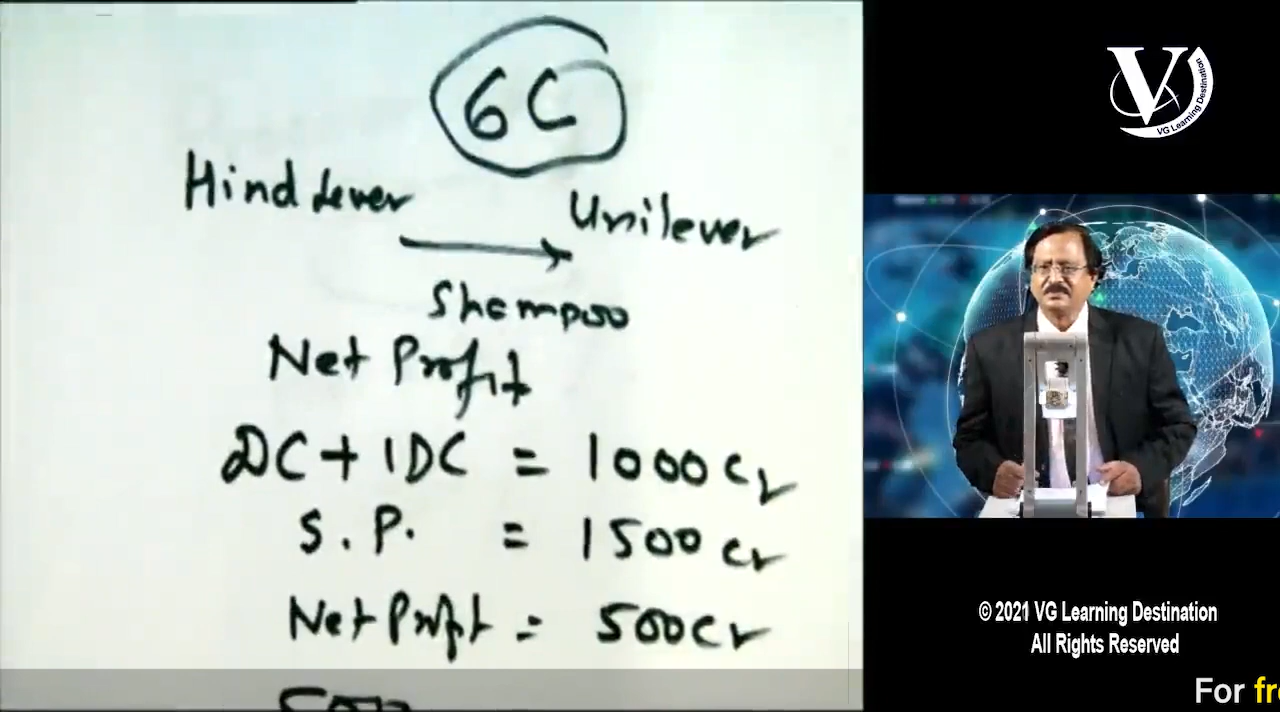 6C
Hind Lever
Unilever
Shampoo
Net Profit
DC + IDC = 1000 Cr
S.P. = 1500 Cr
Net Profit = 500 Cr
V
VG Learning Destination
© 2021 VG Learning Destination
All Rights Reserved
For fre